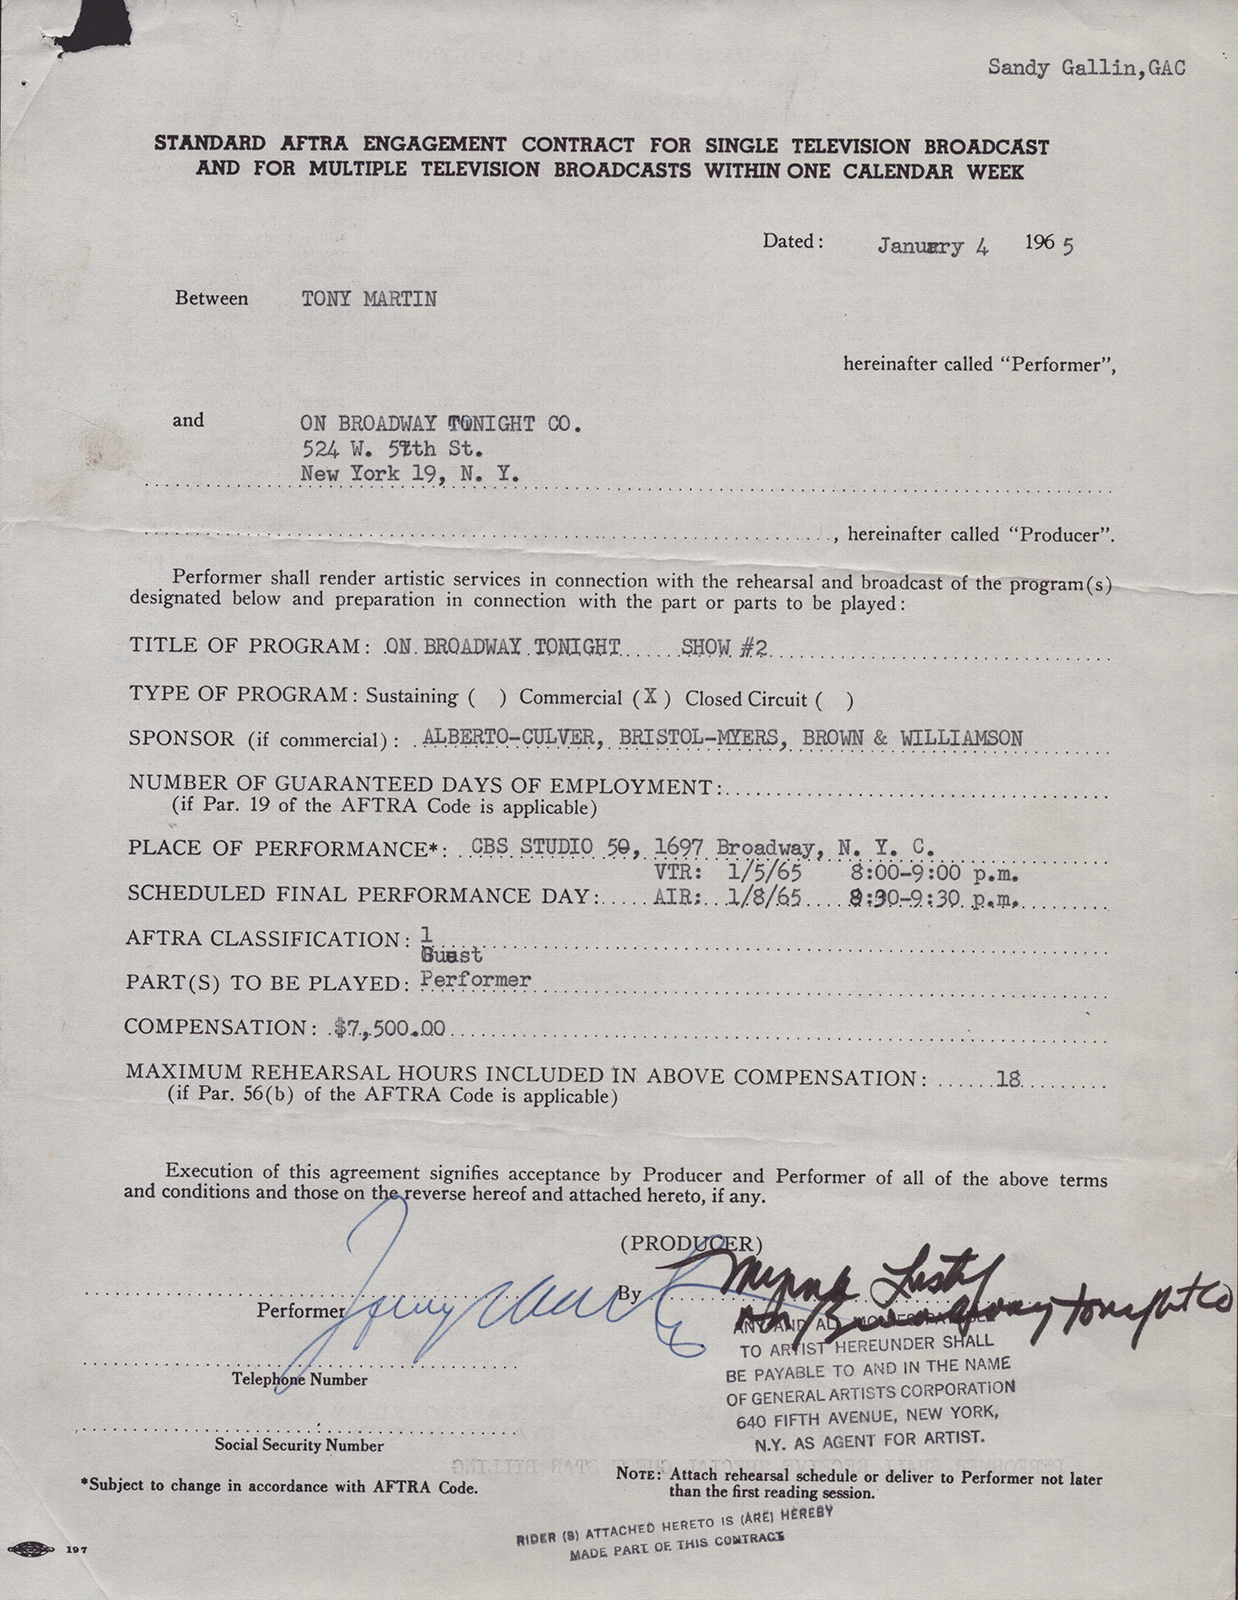 Sandy Gallin,GAC
STANDARD AFTRA ENGAGEMENT CONTRACT FOR SINGLE TELEVISION BROADCAST
AND FOR MULTIPLE TELEVISION BROADCASTS WITHIN ONE CALENDAR WEEK
Dated: January 4 1965
Between TONY MARTIN
hereinafter called "Performer",
and ON BROADWAY TONIGHT CO.
524 W. 57th St.
New York 19, N. Y.
, hereinafter called "Producer".
Performer shall render artistic services in connection with the rehearsal and broadcast of the program(s)
designated below and preparation in connection with the part or parts to be played:
TITLE OF PROGRAM: ON BROADWAY TONIGHT SHOW #2
TYPE OF PROGRAM: Sustaining ( ) Commercial (X) Closed Circuit ( )
SPONSOR (if commercial): ALBERTO-CULVER, BRISTOL-MYERS, BROWN & WILLIAMSON
NUMBER OF GUARANTEED DAYS OF EMPLOYMENT:
(if Par. 19 of the AFTRA Code is applicable)
PLACE OF PERFORMANCE*: CBS STUDIO 50, 1697 Broadway, N. Y. C.
VTR: 1/5/65 8:00-9:00 p.m.
SCHEDULED FINAL PERFORMANCE DAY: AIR: 1/8/65 8:30-9:30 p.m.
AFTRA CLASSIFICATION: 1
Guest
PART(S) TO BE PLAYED: Performer
COMPENSATION: $7,500.00
MAXIMUM REHEARSAL HOURS INCLUDED IN ABOVE COMPENSATION: 18
(if Par. 56(b) of the AFTRA Code is applicable)
Execution of this agreement signifies acceptance by Producer and Performer of all of the above terms
and conditions and those on the reverse hereof and attached hereto, if any.
(PRODUCER)
Tony Martin
By Myrna
Performer
Broadway Tonight Co
ANY AND ALL
TO ARTIST HEREUNDER SHALL
BE PAYABLE TO AND IN THE NAME
Telephone Number
OF GENERAL ARTISTS CORPORATION
640 FIFTH AVENUE, NEW YORK,
N.Y. AS AGENT FOR ARTIST.
Social Security Number
*Subject to change in accordance with AFTRA Code.
NOTE: Attach rehearsal schedule or deliver to Performer not later
than the first reading session.
RIDER (S) ATTACHED HERETO IS (ARE) HEREBY
MADE PART OF THIS CONTRACT
197